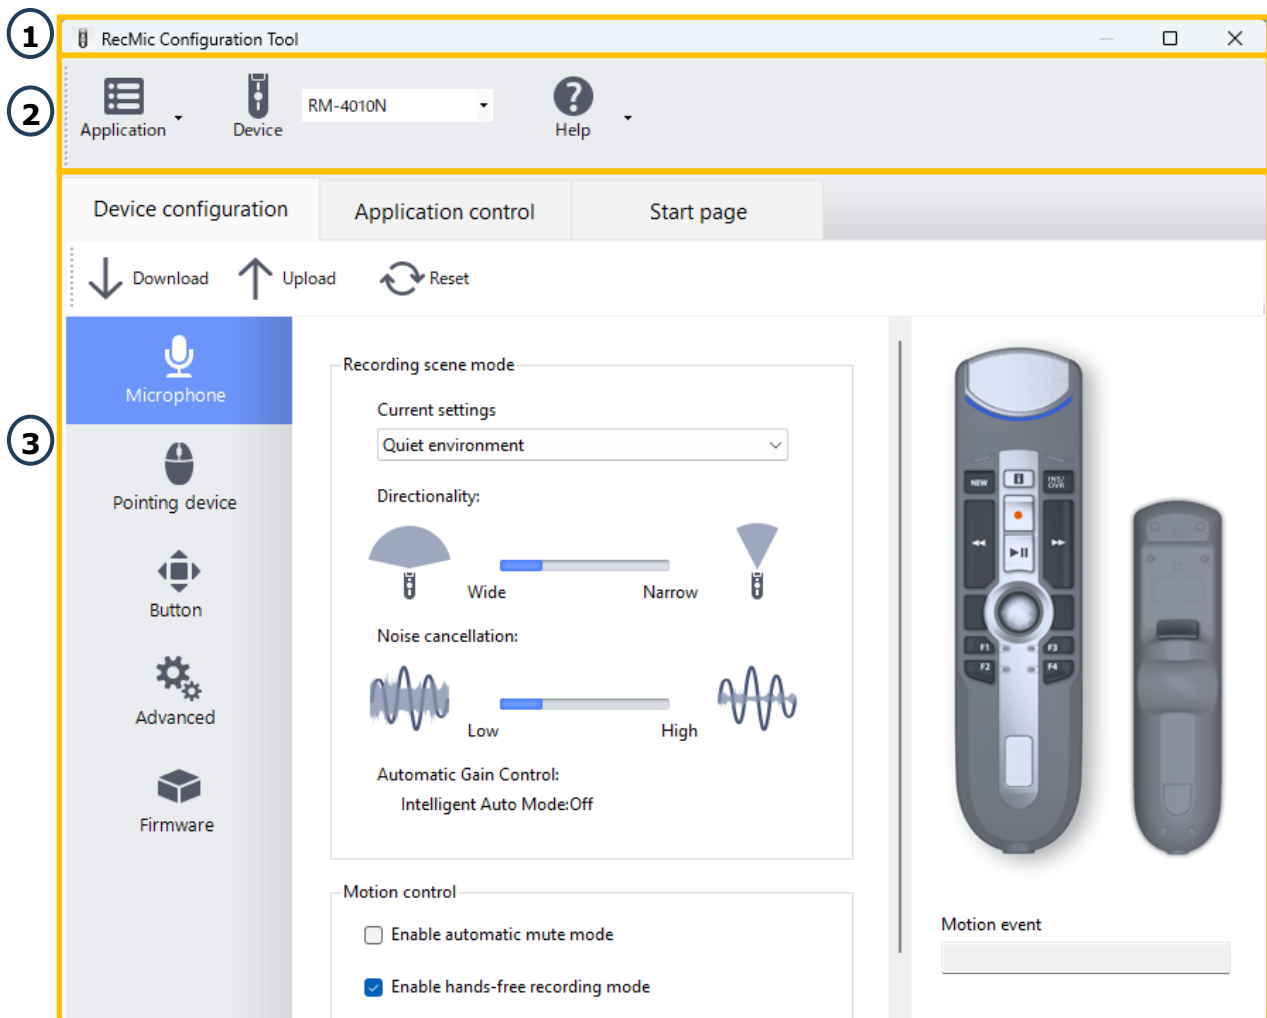 1
RecMic Configuration Tool
2
Application
Device
RM-4010N
Help
3
Device configuration
Application control
Start page
Download
Upload
Reset
Microphone
Pointing device
Button
Advanced
Firmware
Recording scene mode
Current settings
Quiet environment
Directionality:
Wide
Narrow
Noise cancellation:
Low
High
Automatic Gain Control:
Intelligent Auto Mode:Off
Motion control
Enable automatic mute mode
Enable hands-free recording mode
NEW
INS/
OVR
F1
F3
F2
F4
Motion event